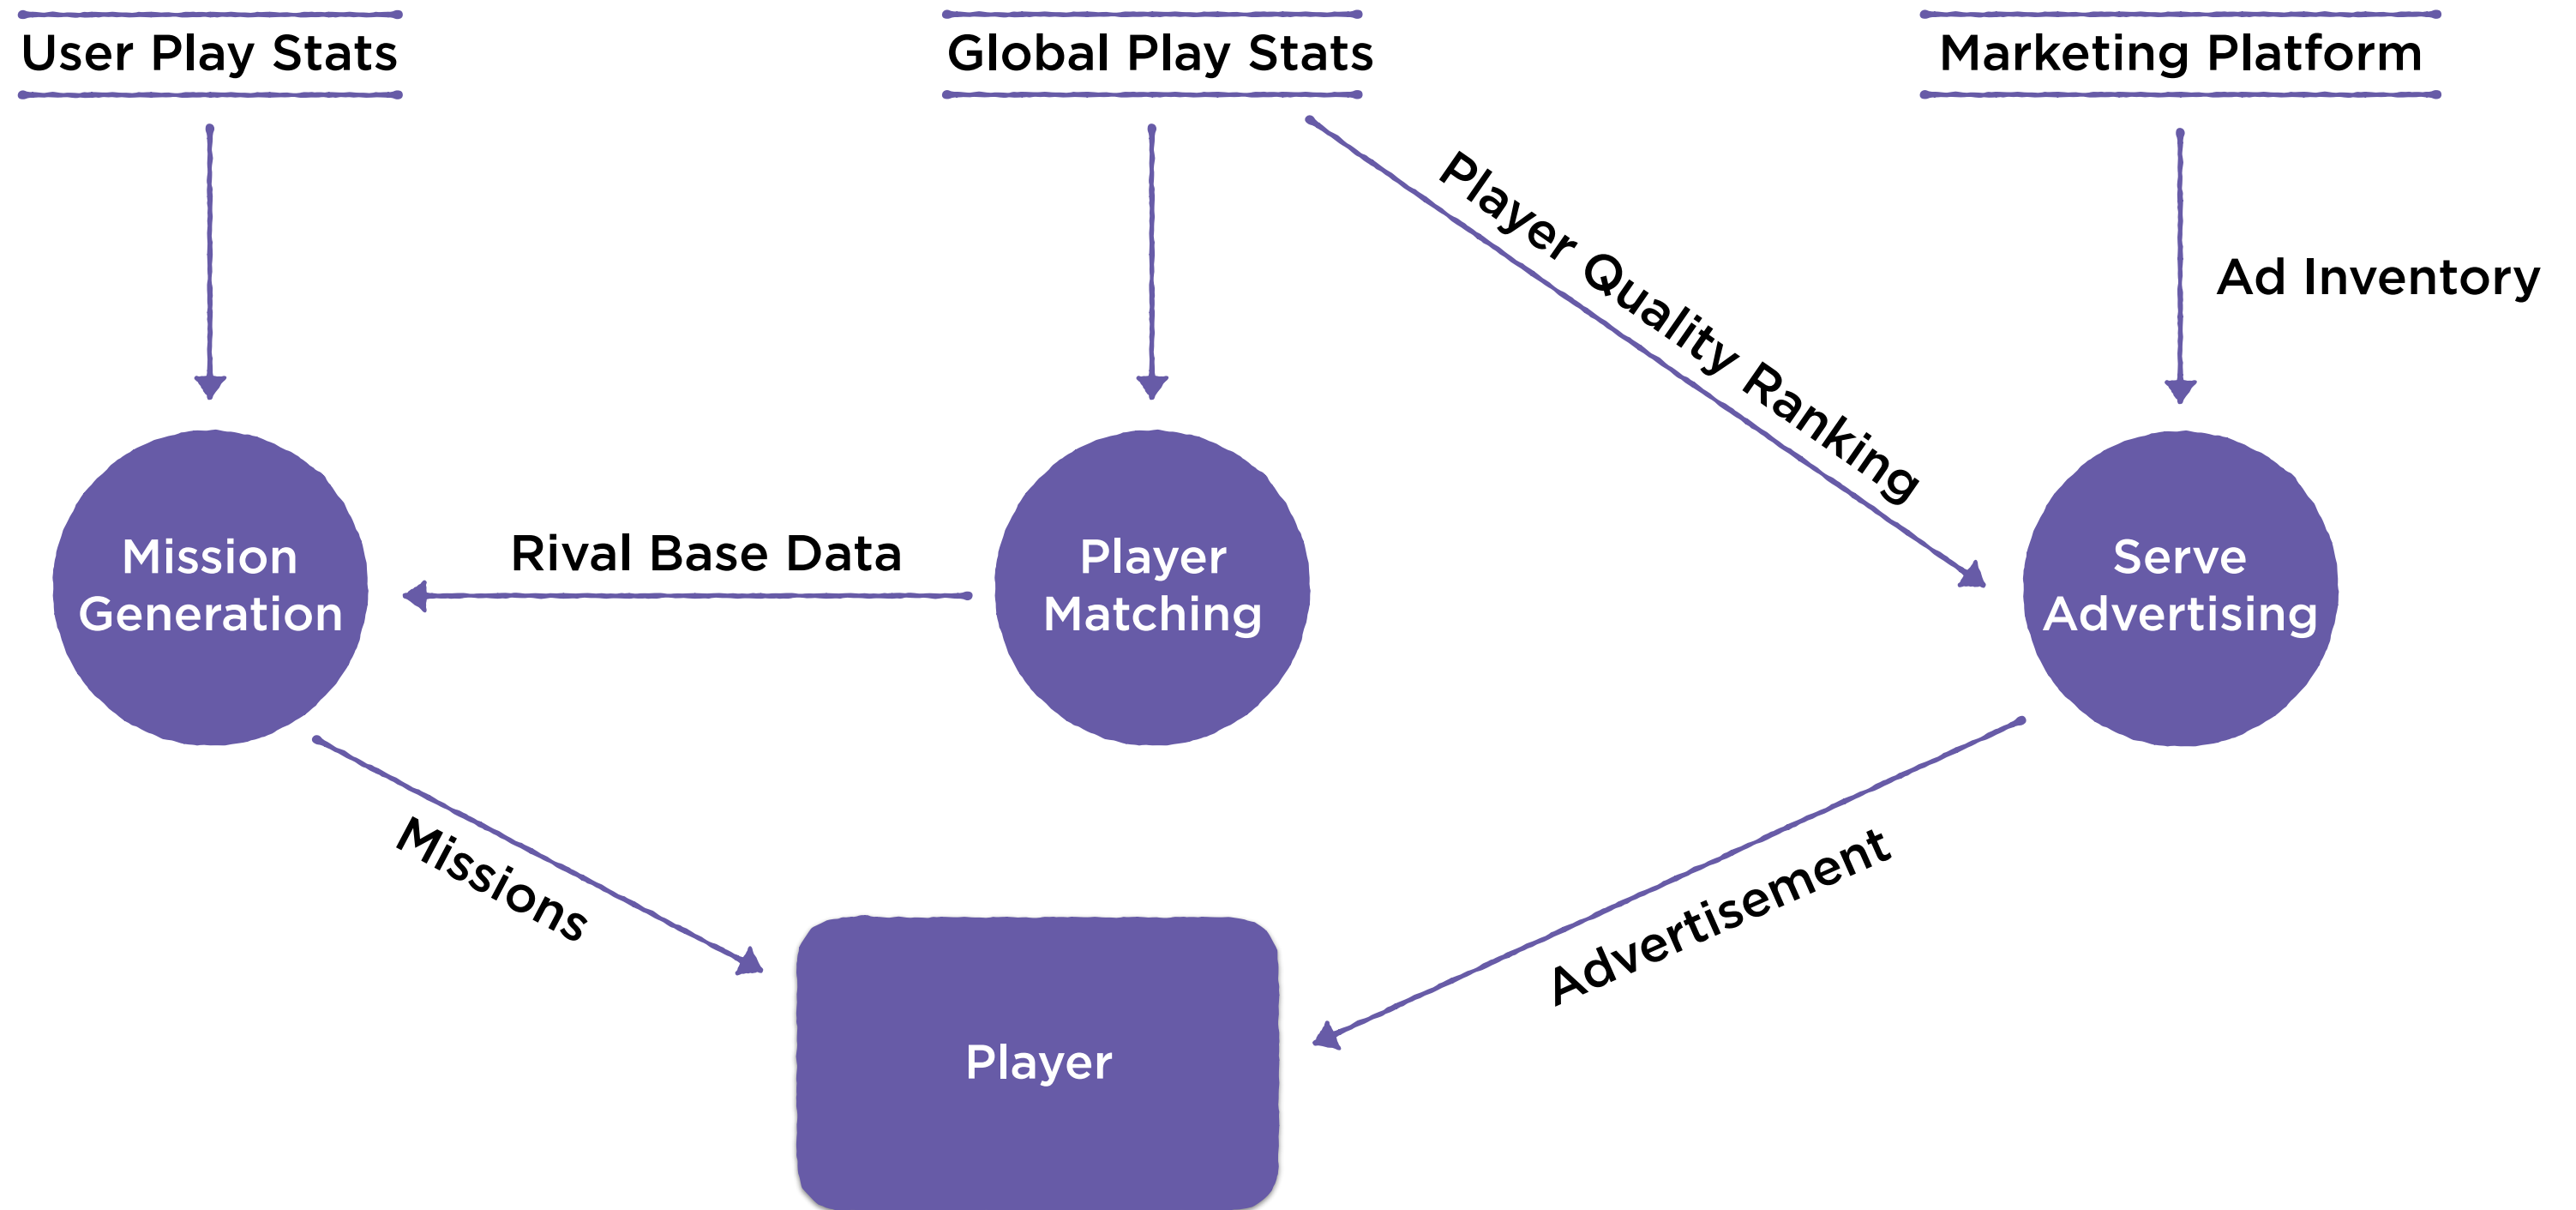 User Play Stats
Global Play Stats
Marketing Platform
Player Quality Ranking
Ad Inventory
Mission
Generation
Rival Base Data
Player
Matching
Serve
Advertising
Missions
Advertisement
Player